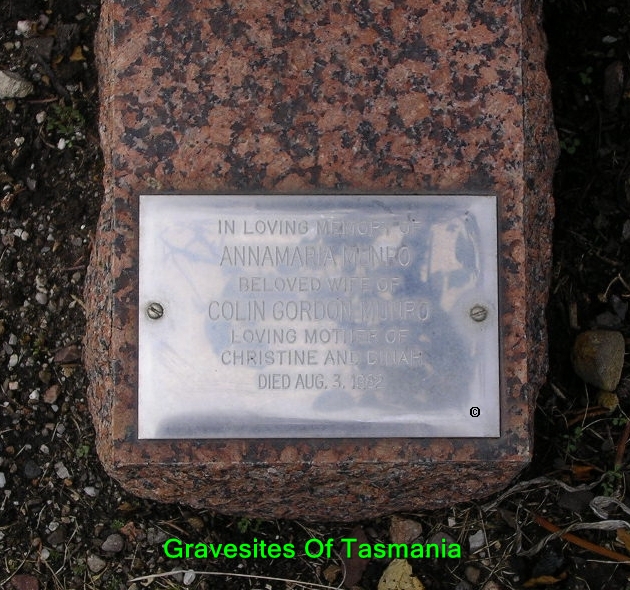 IN LOVING MEMORY OF
ANNAMARIA MUNRO
BELOVED WIFE OF
COLIN GORDON MUNRO
LOVING MOTHER OF
CHRISTINE AND DINAH
DIED AUG. 3. 1992
©
Gravesites Of Tasmania